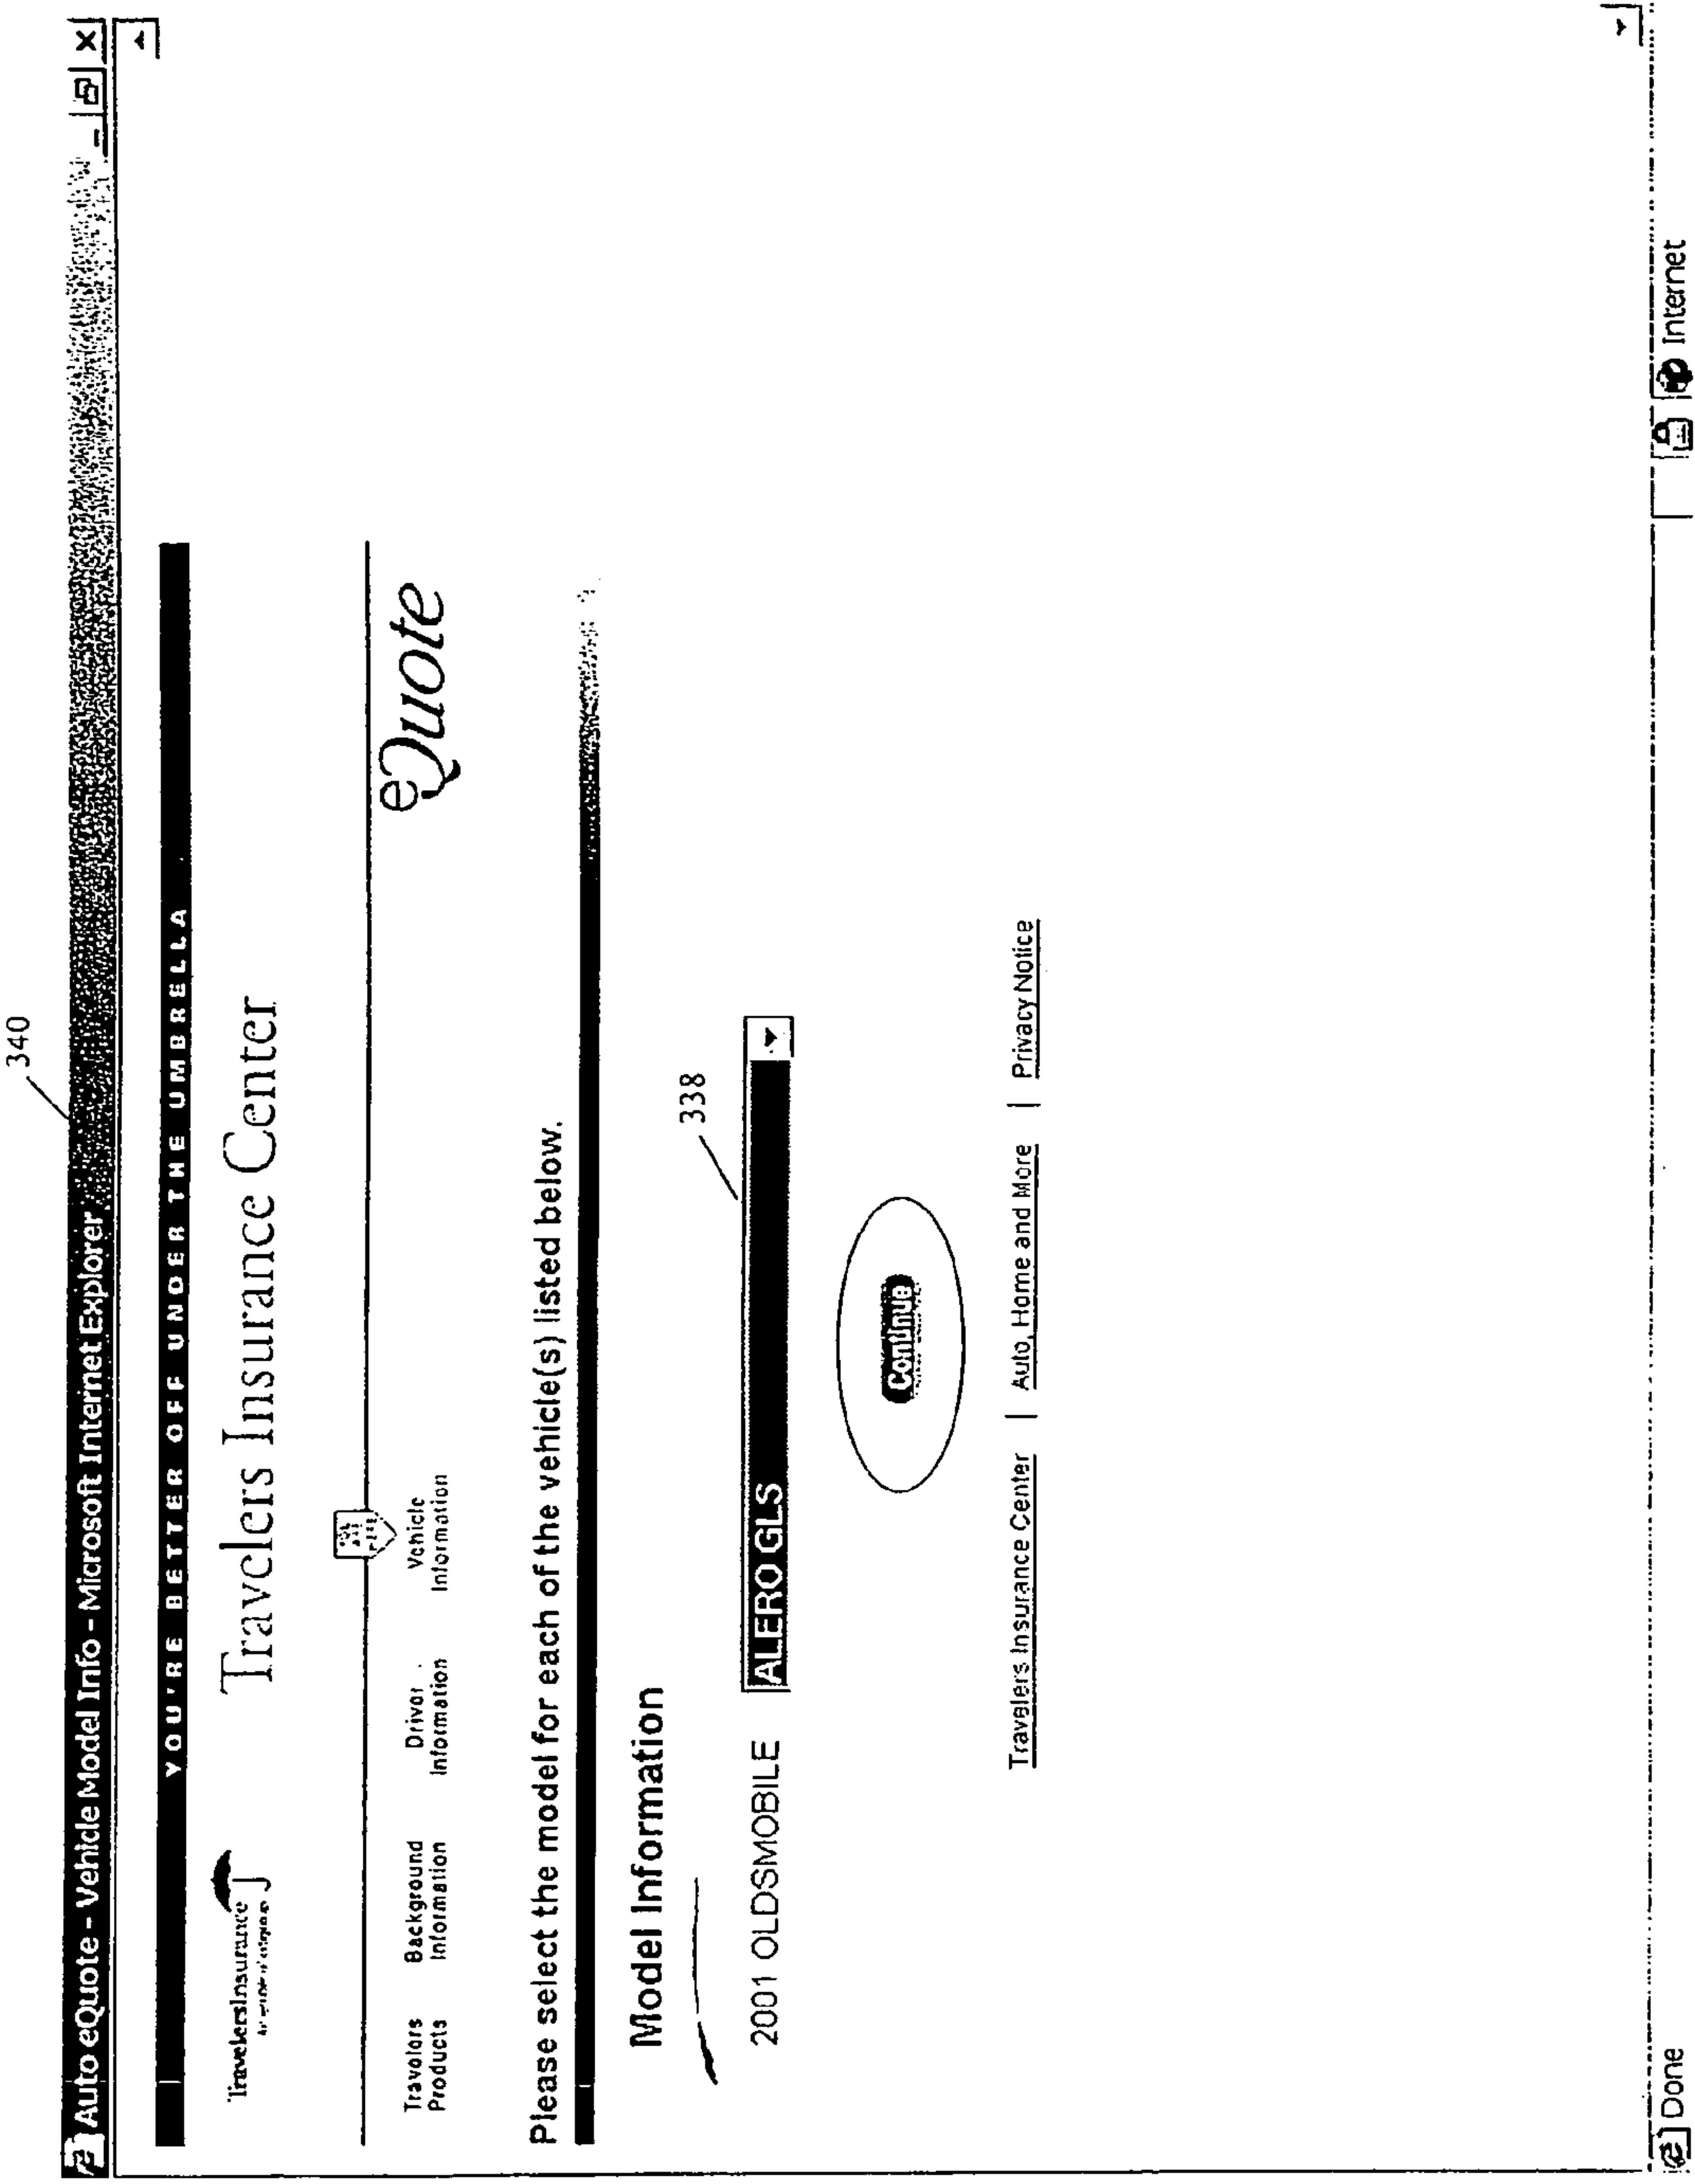 340
Auto eQuote - Vehicle Model Info - Microsoft Internet Explorer
YOU'RE BETTER OFF UNDER THE UMBRELLA
TravelersInsurance
Travelers Insurance Center
Travelers Products
Background Information
Driver Information
Vehicle Information
eQuote
Please select the model for each of the vehicle(s) listed below.
Model Information
338
2001 OLDSMOBILE
ALERO GLS
Continue
Travelers Insurance Center | Auto, Home and More | Privacy Notice
Done
Internet